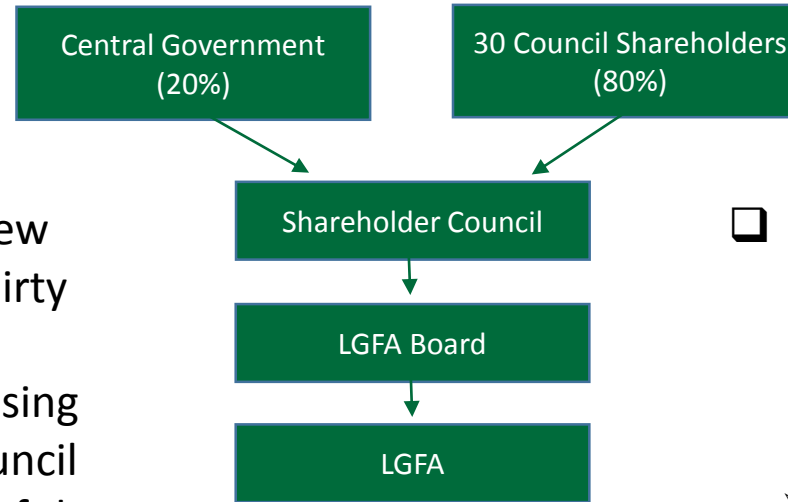 Central Government
(20%)
30 Council Shareholders
(80%)
Shareholder Council
LGFA Board
LGFA
ew
irty
sing
uncil